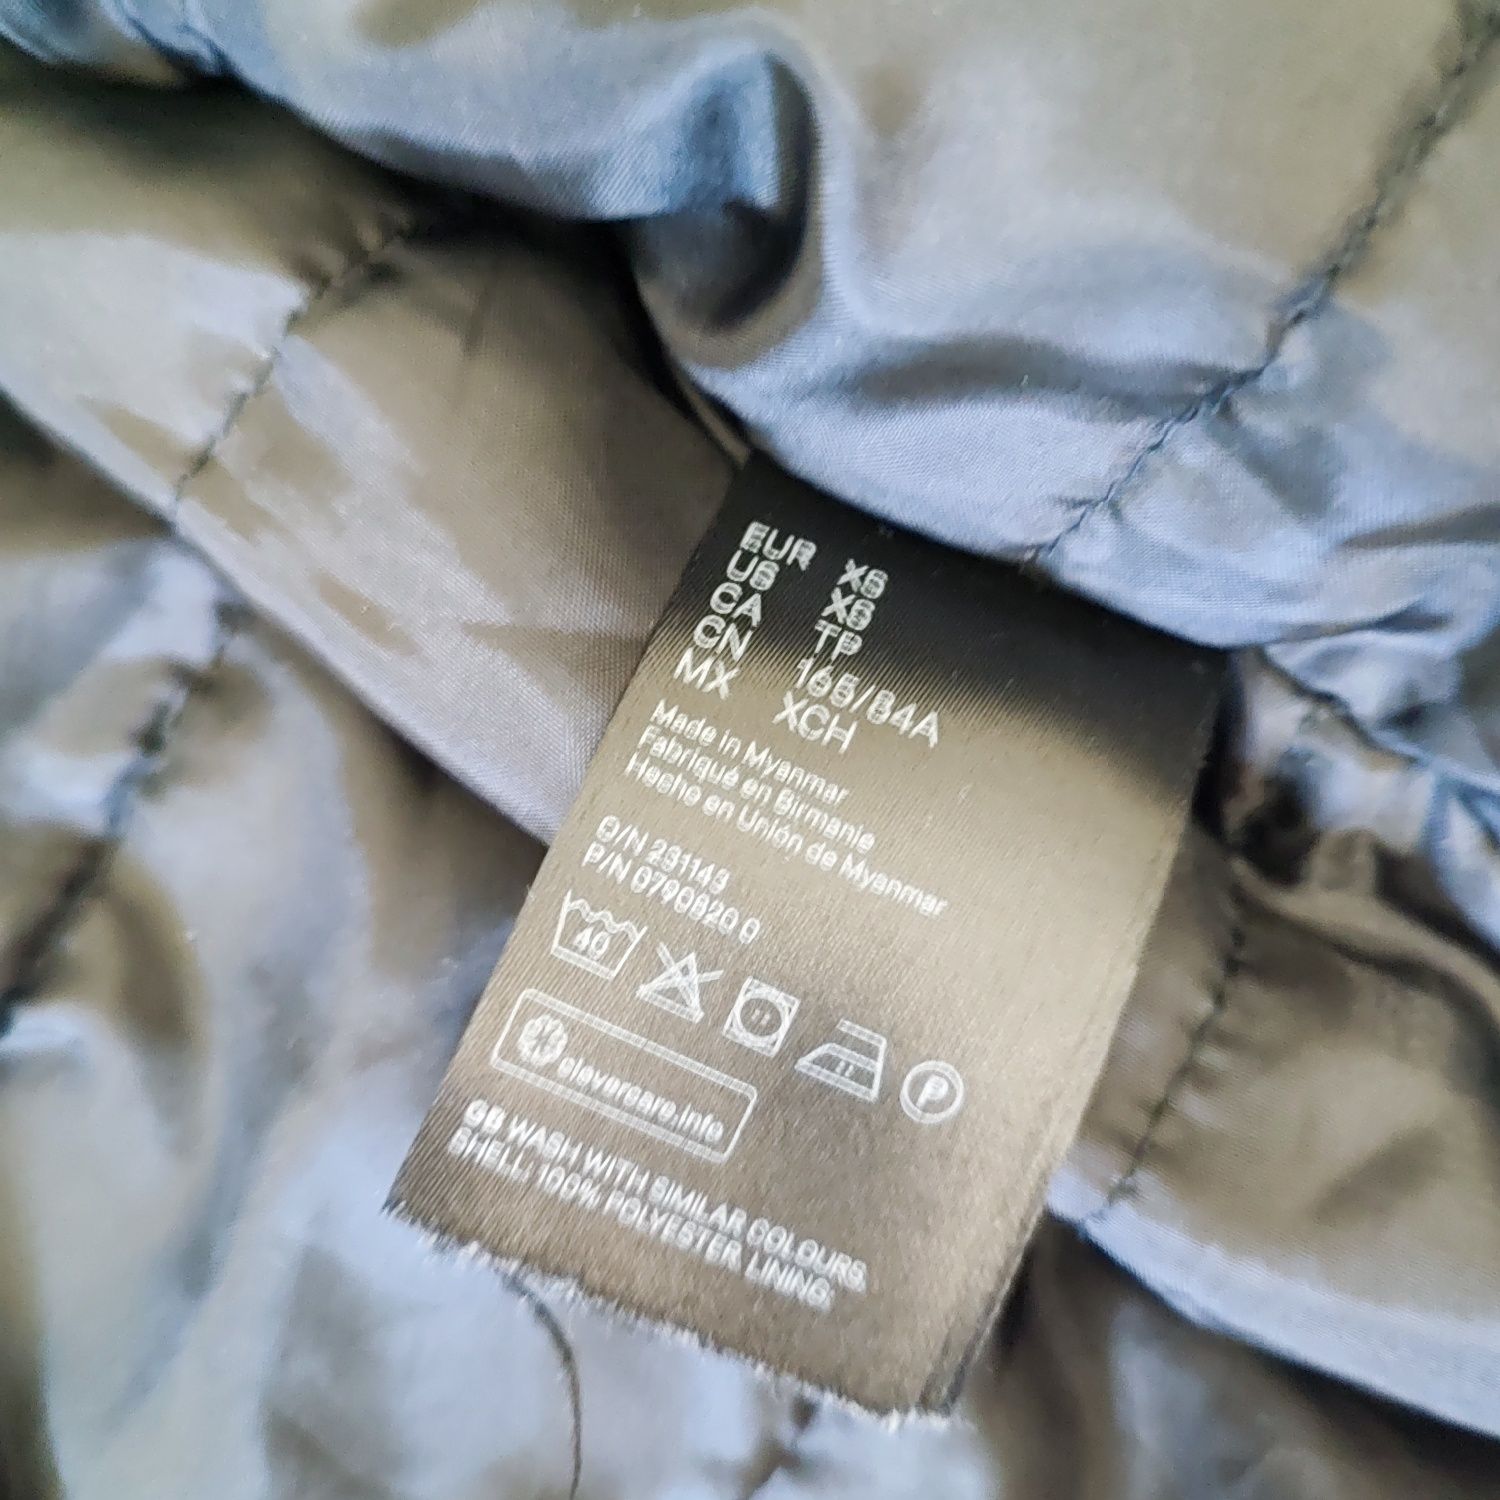 EUR XS
US XS
CA TP
CN 165/84A
MX XCH
Made in Myanmar
Fabriqué en Birmanie
Hecho en Unión de Myanmar
O/N 231143
P/N 0790820 0
40
P
clevercare.info
GB WASH WITH SIMILAR COLOURS.
SHELL: 100% POLYESTER LINING: